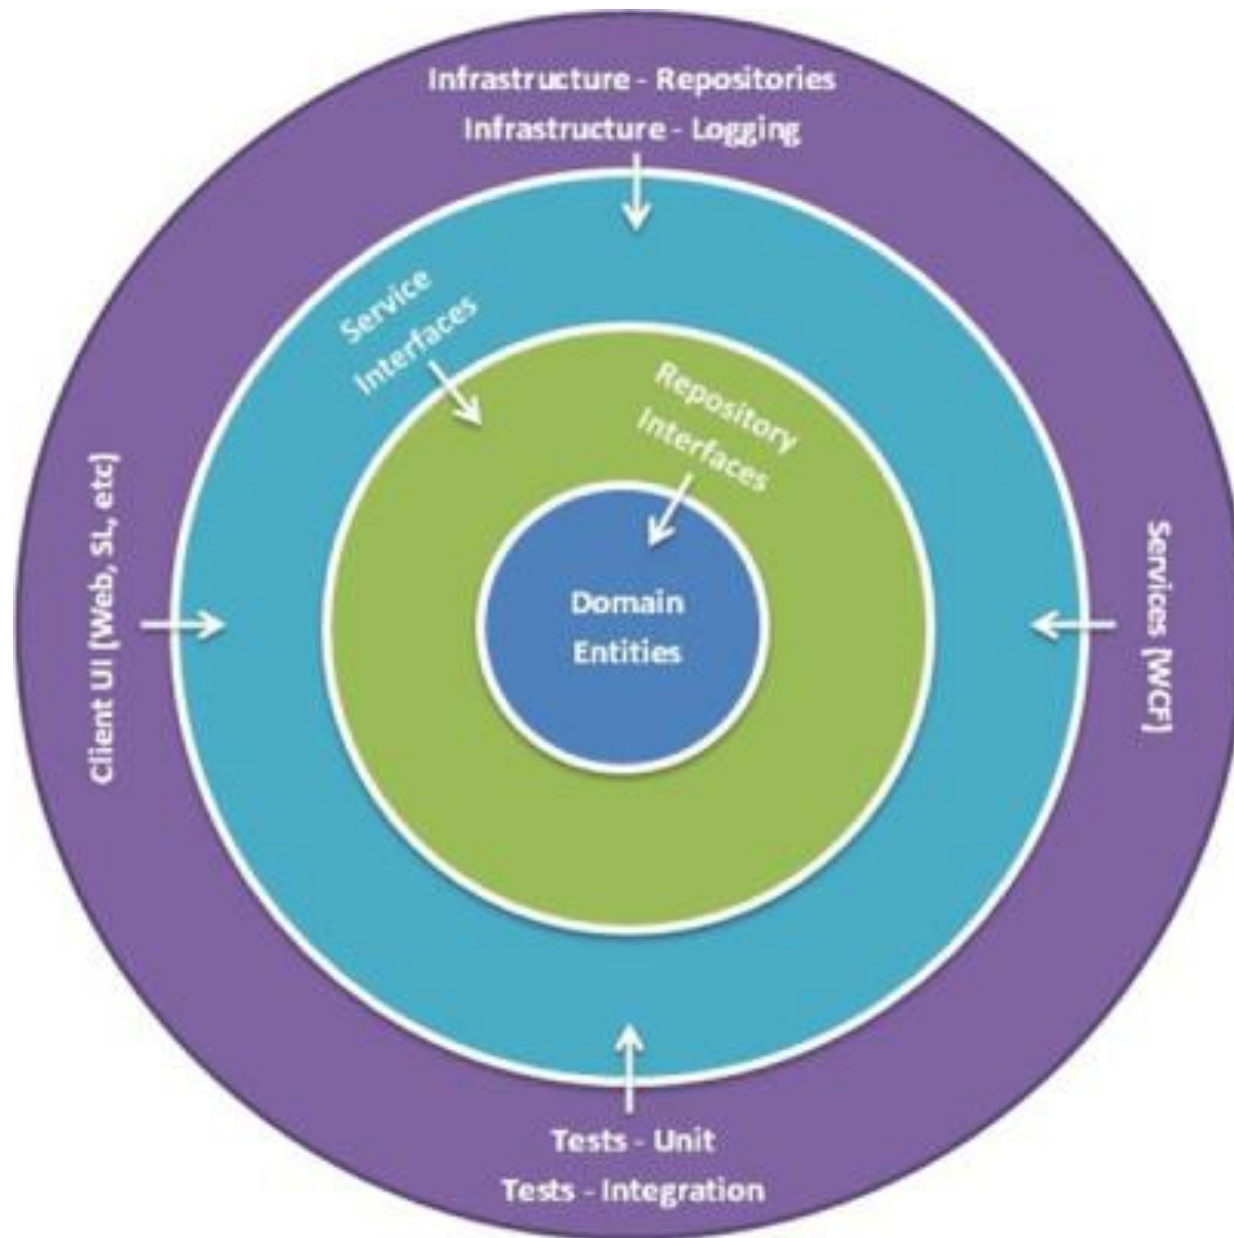 Infrastructure - Repositories
Infrastructure - Logging
Service
Interfaces
Repository
Interfaces
Client UI (Web, SL, etc)
Domain
Entities
Services (WCF)
Tests - Unit
Tests - Integration